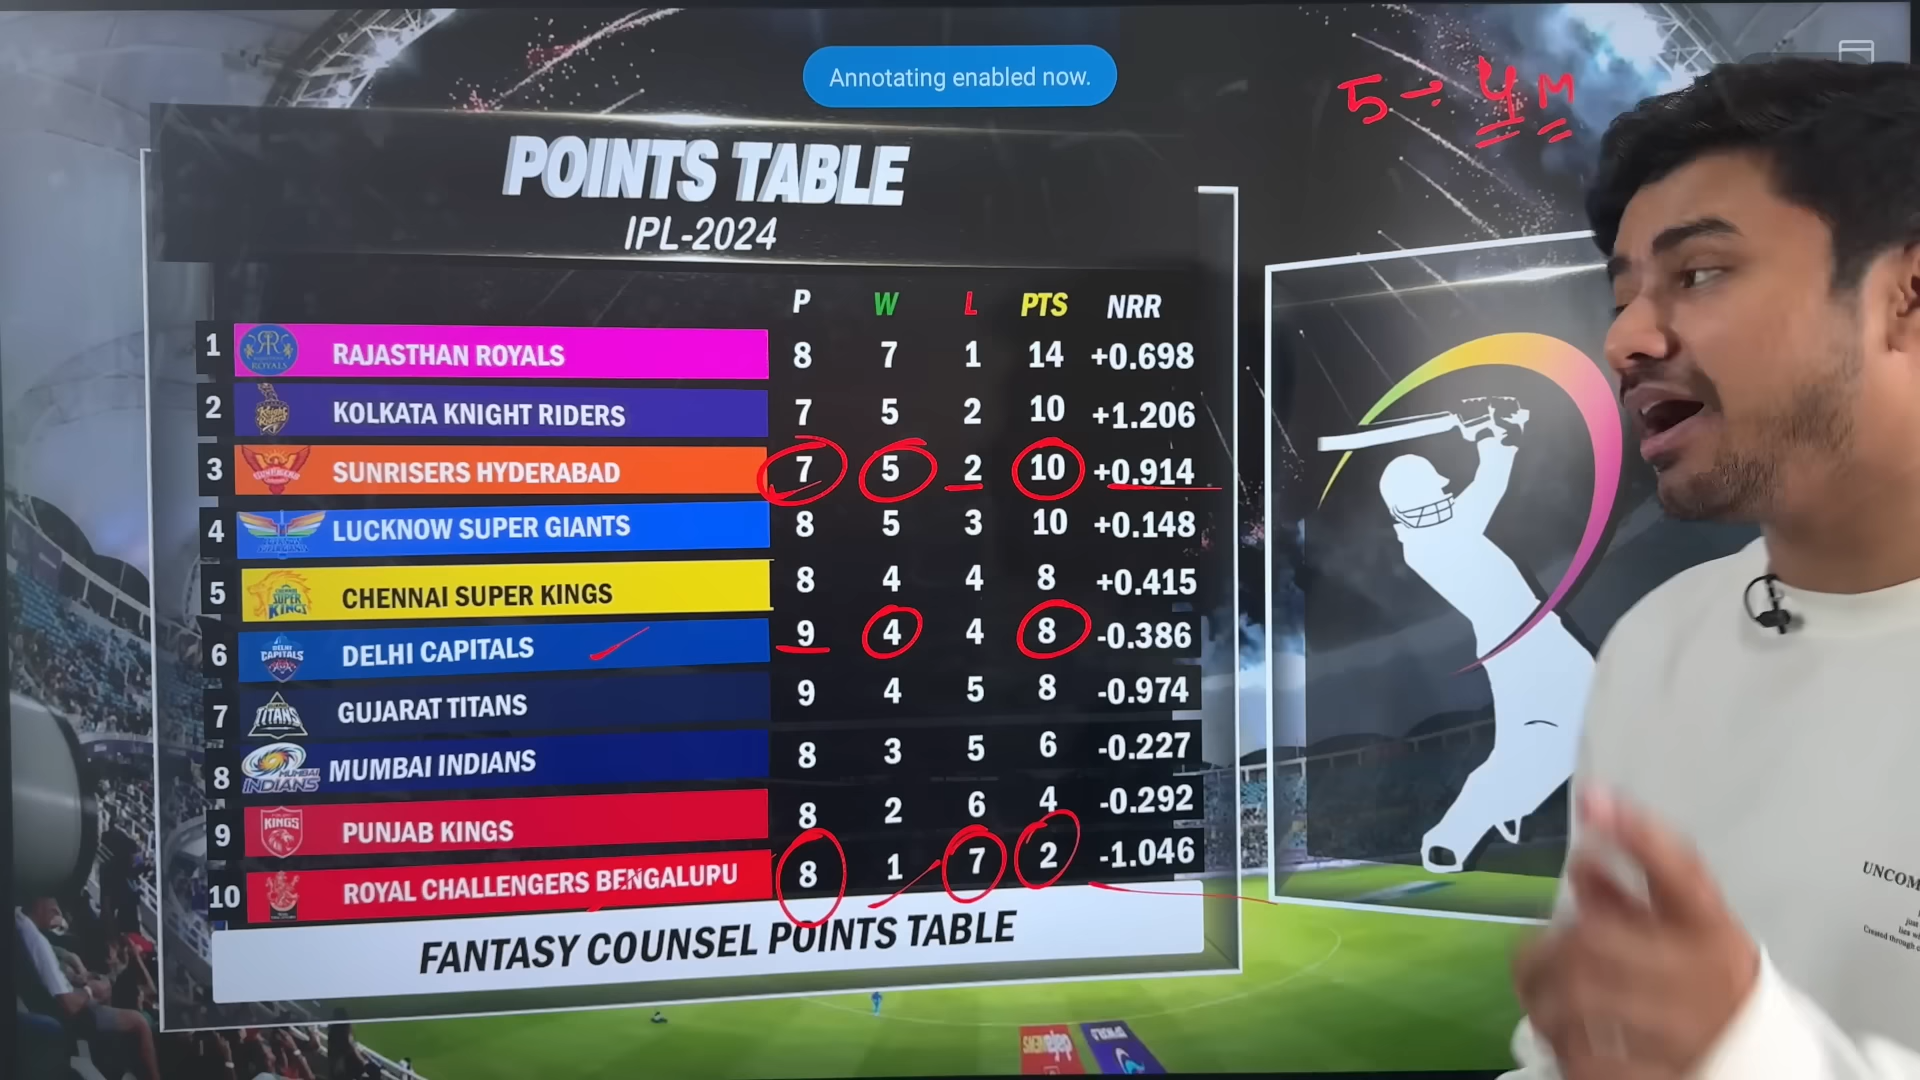 Annotating enabled now.
5 → 4 M
POINTS TABLE
IPL-2024
P W L PTS NRR
1 RAJASTHAN ROYALS 8 7 1 14 +0.698
2 KOLKATA KNIGHT RIDERS 7 5 2 10 +1.206
3 SUNRISERS HYDERABAD 7 5 2 10 +0.914
4 LUCKNOW SUPER GIANTS 8 5 3 10 +0.148
5 CHENNAI SUPER KINGS 8 4 4 8 +0.415
6 DELHI CAPITALS 9 4 4 8 -0.386
7 TITANS GUJARAT TITANS 9 4 5 8 -0.974
8 MUMBAI INDIANS MUMBAI INDIANS 8 3 5 6 -0.227
9 KINGS PUNJAB KINGS 8 2 6 4 -0.292
10 ROYAL CHALLENGERS BENGALUPU 8 1 7 2 -1.046
FANTASY COUNSEL POINTS TABLE
UNCOM